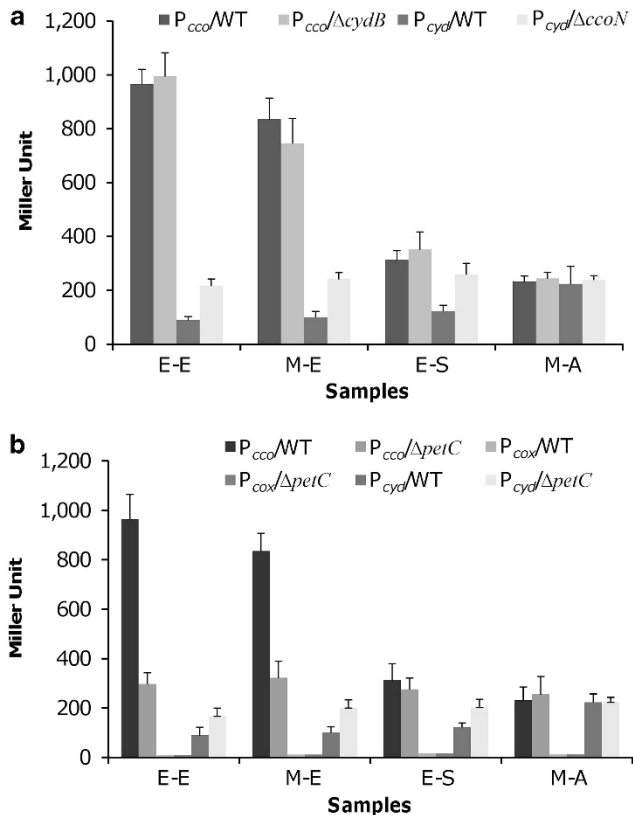 a
P_cco/WT P_cco/ΔcydB P_cyd/WT P_cyd/ΔccoN
1,200
1,000
800
600
400
200
0
Miller Unit
E-E M-E E-S M-A
Samples
b
P_cco/WT P_cco/ΔpetC P_cox/WT
P_cox/ΔpetC P_cyd/WT P_cyd/ΔpetC
1,200
1,000
800
600
400
200
0
Miller Unit
E-E M-E E-S M-A
Samples